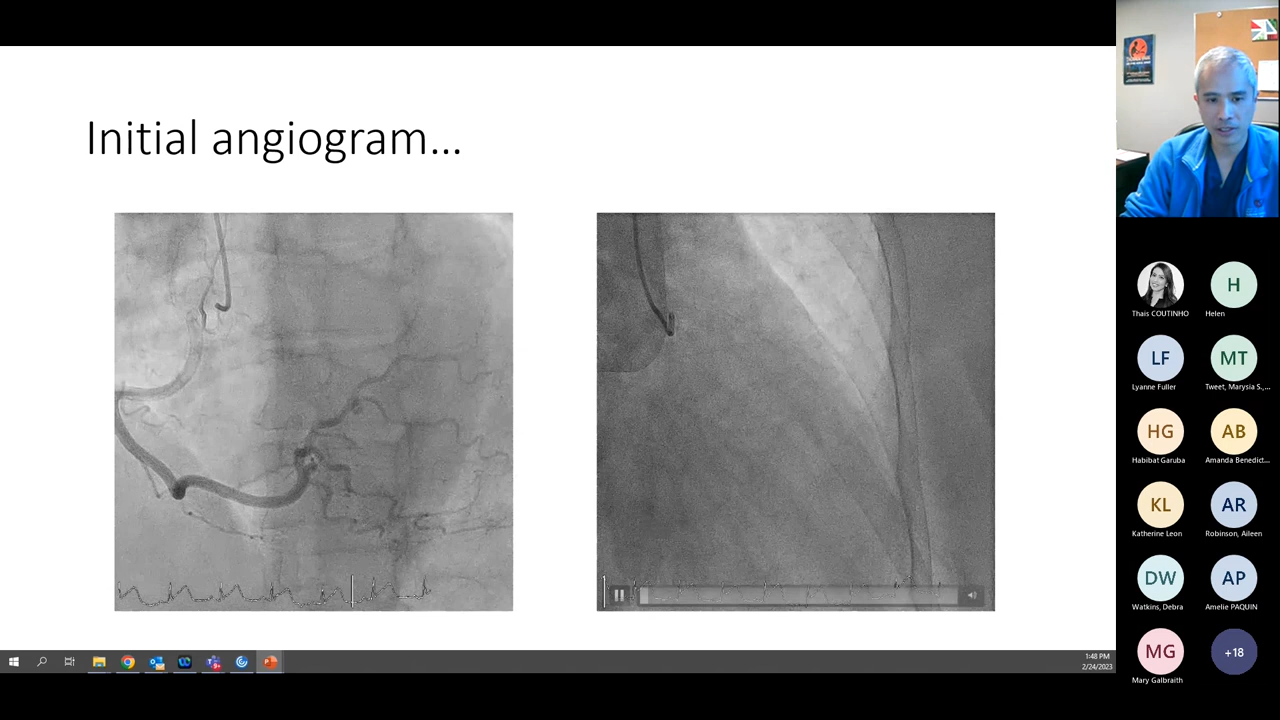 Initial angiogram...
Thais COUTINHO
H
Helen
LF
Lyanne Fuller
MT
Tweet, Marysia S.,...
HG
Habibat Garuba
AB
Amanda Benedict...
KL
Katherine Leon
AR
Robinson, Aileen
DW
Watkins, Debra
AP
Amelie PAQUIN
MG
Mary Galbraith
+18
1:48 PM
2/24/2023